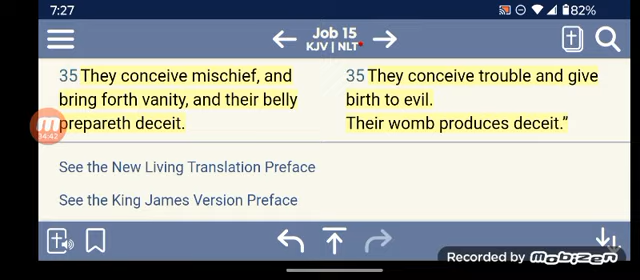 7:27
82%
Job 15
KJV | NLT
35 They conceive mischief, and
bring forth vanity, and their belly
prepareth deceit.
35 They conceive trouble and give
birth to evil.
Their womb produces deceit.”
M
14:42
See the New Living Translation Preface
See the King James Version Preface
Recorded by Mobizen